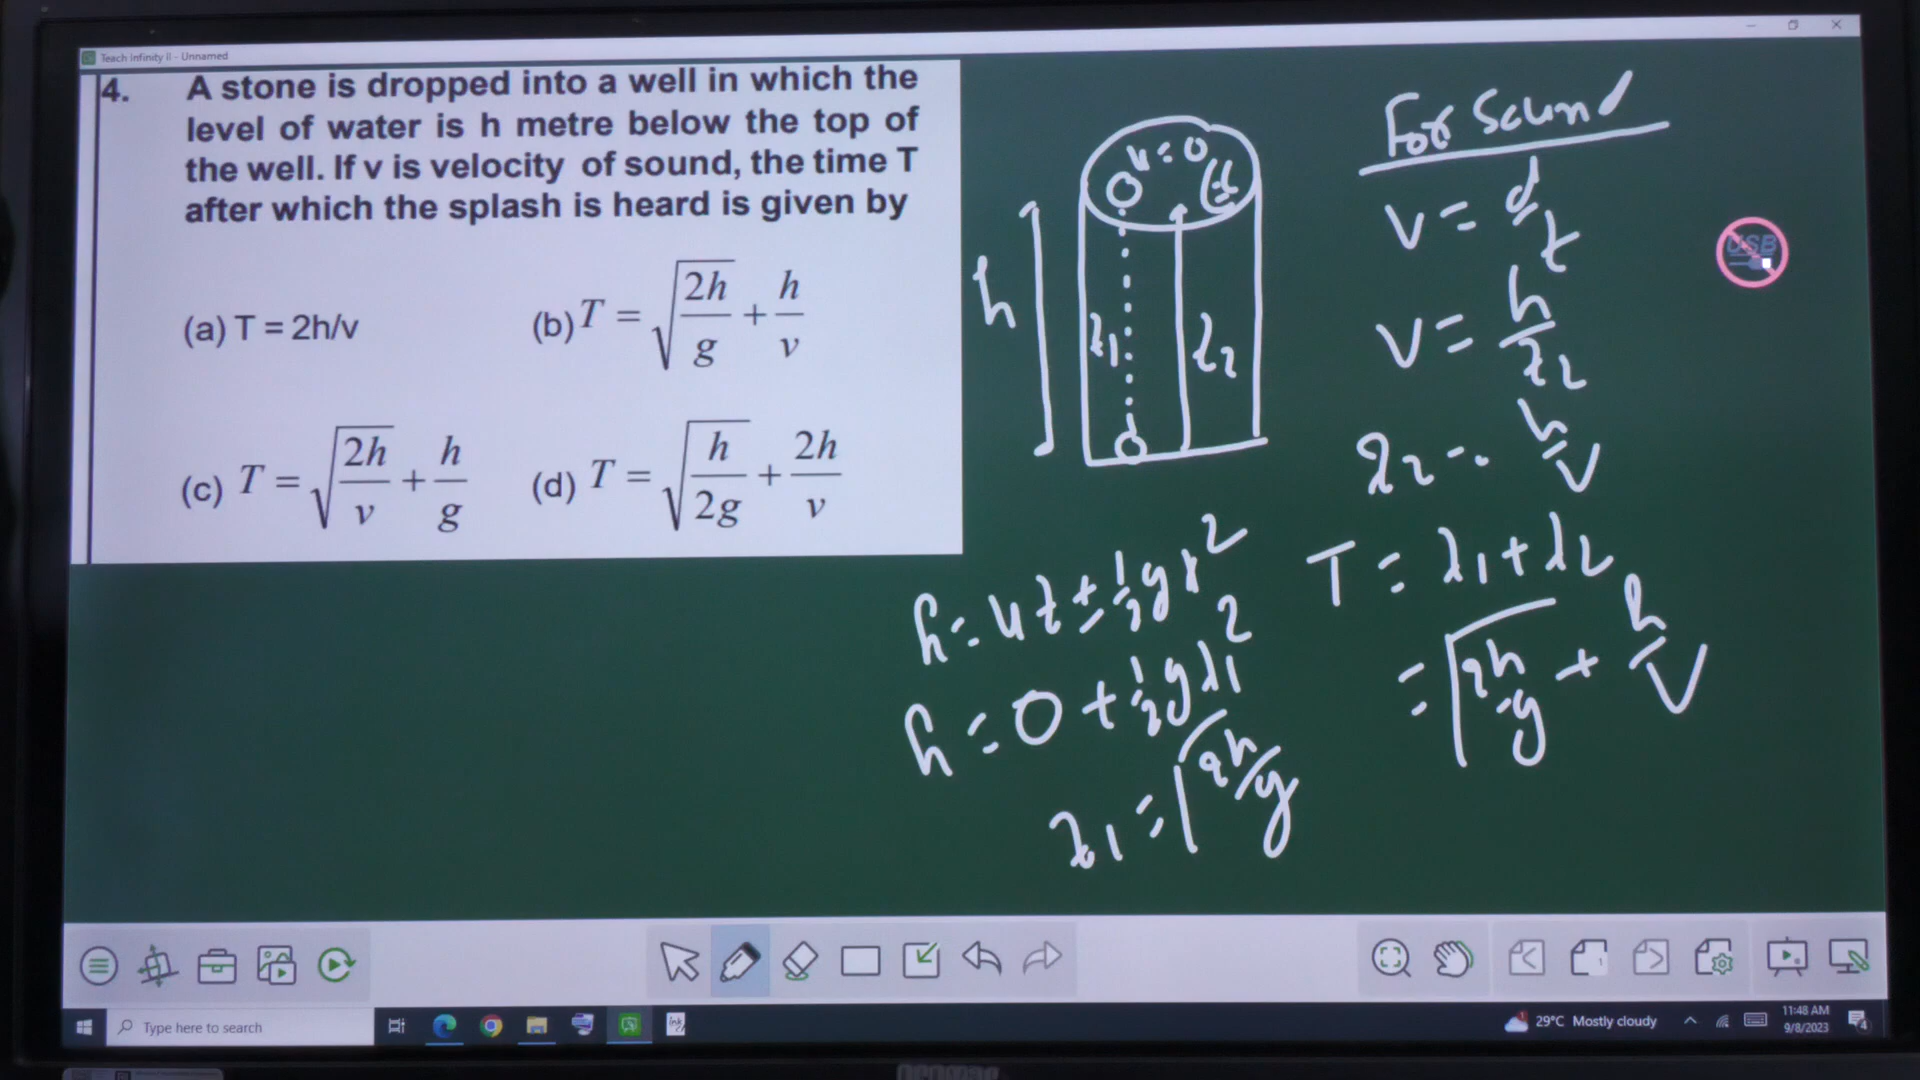 Teach Infinity II - Unnamed
4. A stone is dropped into a well in which the
level of water is h metre below the top of
the well. If v is velocity of sound, the time T
after which the splash is heard is given by
(a) T = 2h/v
(b) T = √(2h/g) + h/v
(c) T = √(2h/v) + h/g
(d) T = √(h/2g) + 2h/v
u = 0
h
t₁
t₂
h = ut ± ½gt²
h = 0 + ½gt₁²
t₁ = √(2h/g)
For Sound
v = d/t
v = h/t₂
t₂ = h/v
T = t₁ + t₂
= √(2h/g) + h/v
USB
1
Type here to search
ink
29°C Mostly cloudy
11:48 AM
9/8/2023
4